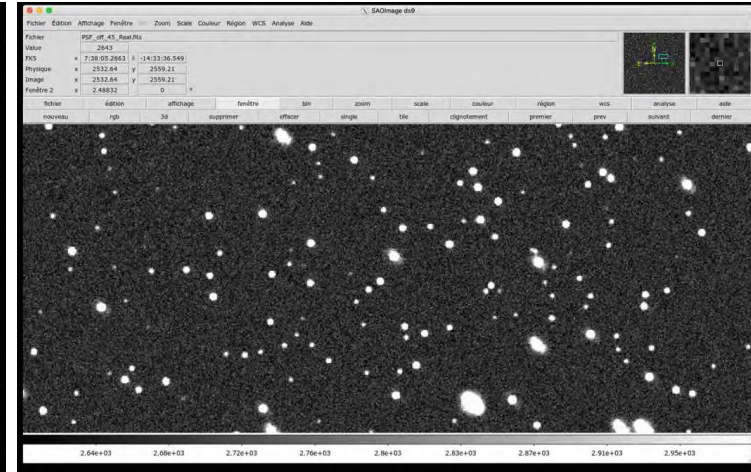 SAOImage ds9
Fichier Édition Affichage Fenêtre Zoom Scale Couleur Région WCS Analyse Aide
Fichier PSF_off_45_Real.fits
Value 2643
FK5 x 7:38:05.2863 δ -14:33:36.549
Physique x 2532.64 y 2559.21
Image x 2532.64 y 2559.21
Fenêtre 2 x 2.48832 0 °
fichier édition affichage fenêtre bin zoom scale couleur région wcs analyse aide
nouveau rgb 3d supprimer effacer single tile clignotement premier prev suivant dernier
2.64e+03 2.68e+03 2.72e+03 2.76e+03 2.8e+03 2.83e+03 2.87e+03 2.91e+03 2.95e+03